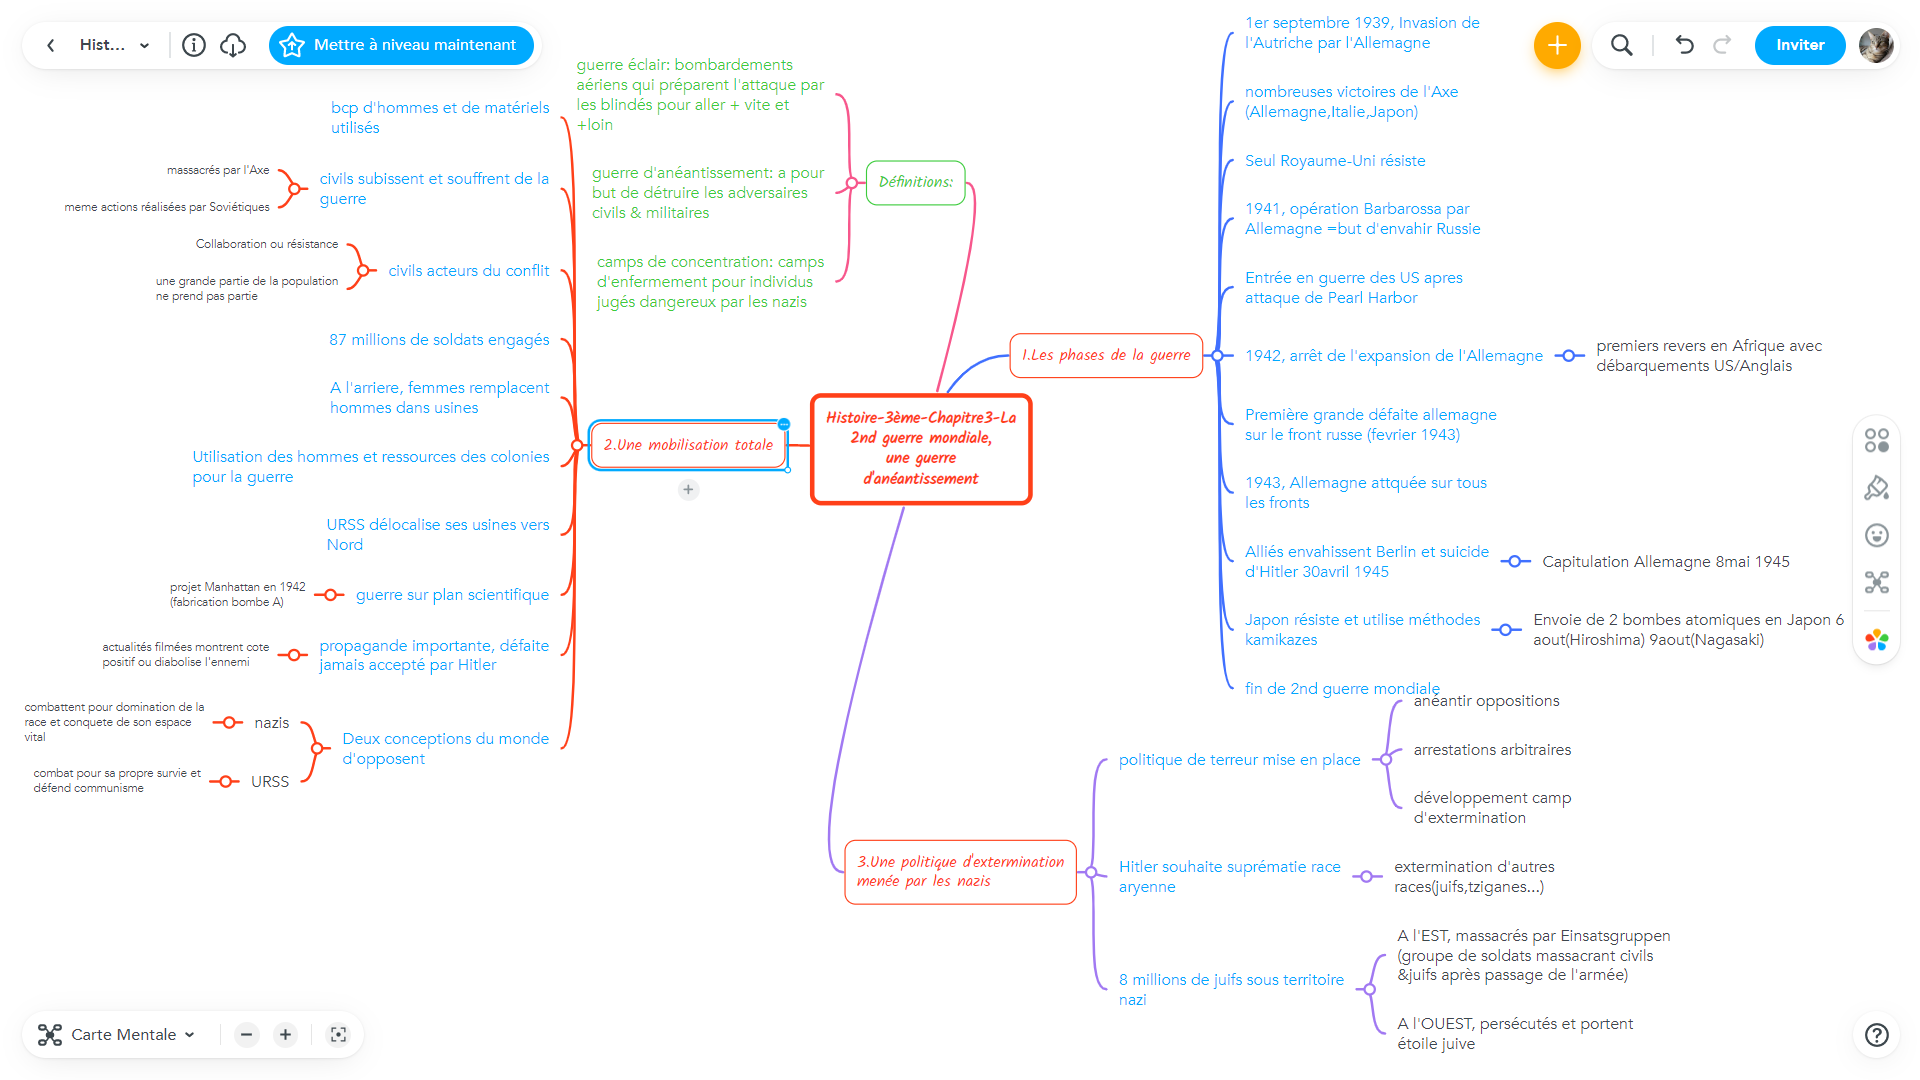 Hist...
Mettre à niveau maintenant
Inviter
guerre éclair: bombardements
aériens qui préparent l'attaque par
les blindés pour aller + vite et
+loin
guerre d'anéantissement: a pour
but de détruire les adversaires
civils & militaires
camps de concentration: camps
d'enfermement pour individus
jugés dangereux par les nazis
Définitions:
Histoire-3ème-Chapitre3-La
2nd guerre mondiale,
une guerre
d'anéantissement
1.Les phases de la guerre
1er septembre 1939, Invasion de
l'Autriche par l'Allemagne
nombreuses victoires de l'Axe
(Allemagne,Italie,Japon)
Seul Royaume-Uni résiste
1941, opération Barbarossa par
Allemagne =but d'envahir Russie
Entrée en guerre des US apres
attaque de Pearl Harbor
1942, arrêt de l'expansion de l'Allemagne
premiers revers en Afrique avec
débarquements US/Anglais
Première grande défaite allemagne
sur le front russe (fevrier 1943)
1943, Allemagne attquée sur tous
les fronts
Alliés envahissent Berlin et suicide
d'Hitler 30avril 1945
Capitulation Allemagne 8mai 1945
Japon résiste et utilise méthodes
kamikazes
Envoie de 2 bombes atomiques en Japon 6
aout(Hiroshima) 9aout(Nagasaki)
fin de 2nd guerre mondiale
2.Une mobilisation totale
bcp d'hommes et de matériels
utilisés
civils subissent et souffrent de la
guerre
massacrés par l'Axe
meme actions réalisées par Soviétiques
civils acteurs du conflit
Collaboration ou résistance
une grande partie de la population
ne prend pas partie
87 millions de soldats engagés
A l'arriere, femmes remplacent
hommes dans usines
Utilisation des hommes et ressources des colonies
pour la guerre
URSS délocalise ses usines vers
Nord
guerre sur plan scientifique
projet Manhattan en 1942
(fabrication bombe A)
propagande importante, défaite
jamais accepté par Hitler
actualités filmées montrent cote
positif ou diabolise l'ennemi
Deux conceptions du monde
d'opposent
nazis
combattent pour domination de la
race et conquete de son espace
vital
URSS
combat pour sa propre survie et
défend communisme
3.Une politique d'extermination
menée par les nazis
politique de terreur mise en place
anéantir oppositions
arrestations arbitraires
développement camp
d'extermination
Hitler souhaite suprématie race
aryenne
extermination d'autres
races(juifs,tziganes...)
8 millions de juifs sous territoire
nazi
A l'EST, massacrés par Einsatsgruppen
(groupe de soldats massacrant civils
&juifs après passage de l'armée)
A l'OUEST, persécutés et portent
étoile juive
Carte Mentale